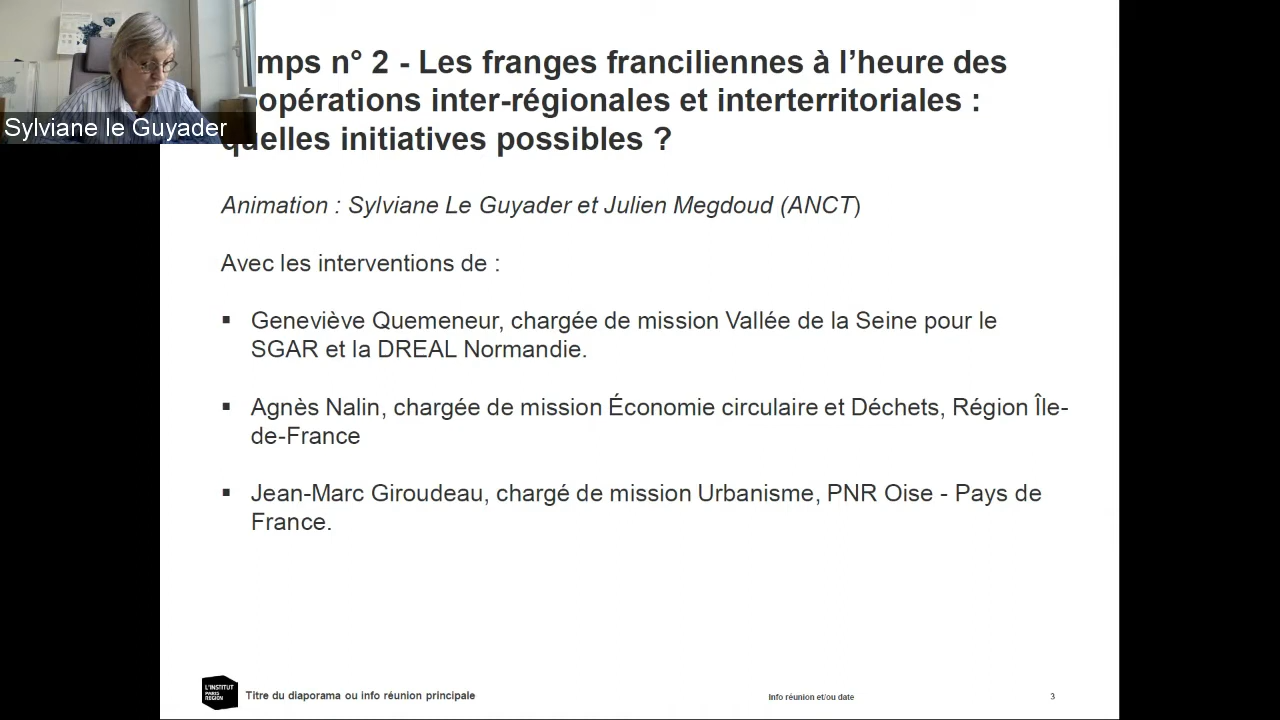 mps n° 2 - Les franges franciliennes à l’heure des
opérations inter-régionales et interterritoriales :
quelles initiatives possibles ?
Sylviane le Guyader
Animation : Sylviane Le Guyader et Julien Megdoud (ANCT)
Avec les interventions de :
▪ Geneviève Quemeneur, chargée de mission Vallée de la Seine pour le
SGAR et la DREAL Normandie.
▪ Agnès Nalin, chargée de mission Économie circulaire et Déchets, Région Île-
de-France
▪ Jean-Marc Giroudeau, chargé de mission Urbanisme, PNR Oise - Pays de
France.
L'INSTITUT
PARIS
REGION
Titre du diaporama ou info réunion principale
Info réunion et/ou date
3